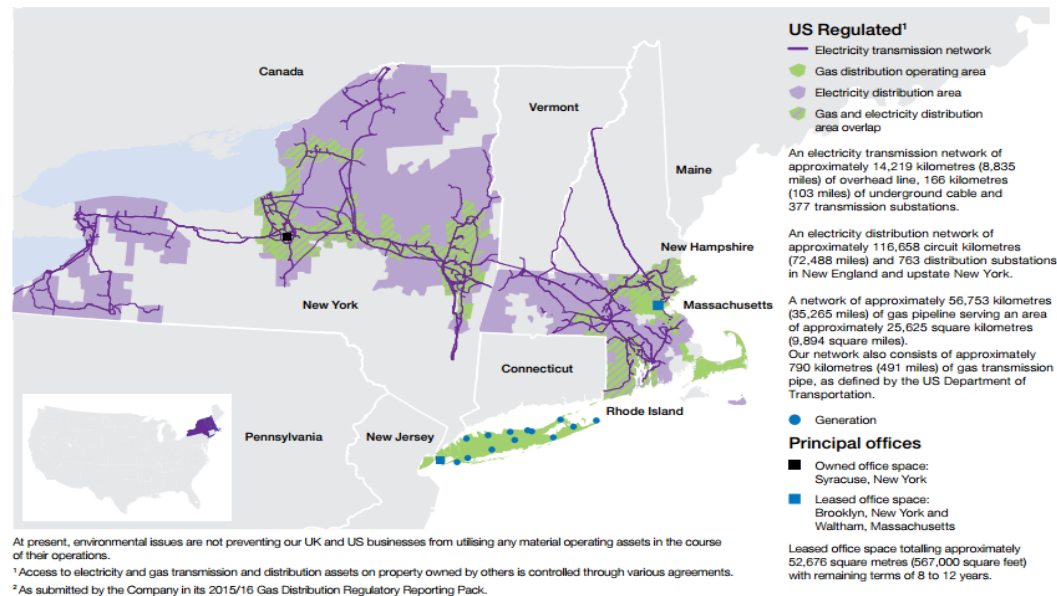 Canada
Vermont
Maine
New Hampshire
New York
Massachusetts
Connecticut
Rhode Island
Pennsylvania
New Jersey
US Regulated¹
Electricity transmission network
Gas distribution operating area
Electricity distribution area
Gas and electricity distribution
area overlap
An electricity transmission network of
approximately 14,219 kilometres (8,835
miles) of overhead line, 166 kilometres
(103 miles) of underground cable and
377 transmission substations.
An electricity distribution network of
approximately 116,658 circuit kilometres
(72,488 miles) and 763 distribution substations
in New England and upstate New York.
A network of approximately 56,753 kilometres
(35,265 miles) of gas pipeline serving an area
of approximately 25,625 square kilometres
(9,894 square miles).
Our network also consists of approximately
790 kilometres (491 miles) of gas transmission
pipe, as defined by the US Department of
Transportation.
Generation
Principal offices
Owned office space:
Syracuse, New York
Leased office space:
Brooklyn, New York and
Waltham, Massachusetts
Leased office space totalling approximately
52,676 square metres (567,000 square feet)
with remaining terms of 8 to 12 years.
At present, environmental issues are not preventing our UK and US businesses from utilising any material operating assets in the course
of their operations.
¹ Access to electricity and gas transmission and distribution assets on property owned by others is controlled through various agreements.
² As submitted by the Company in its 2015/16 Gas Distribution Regulatory Reporting Pack.